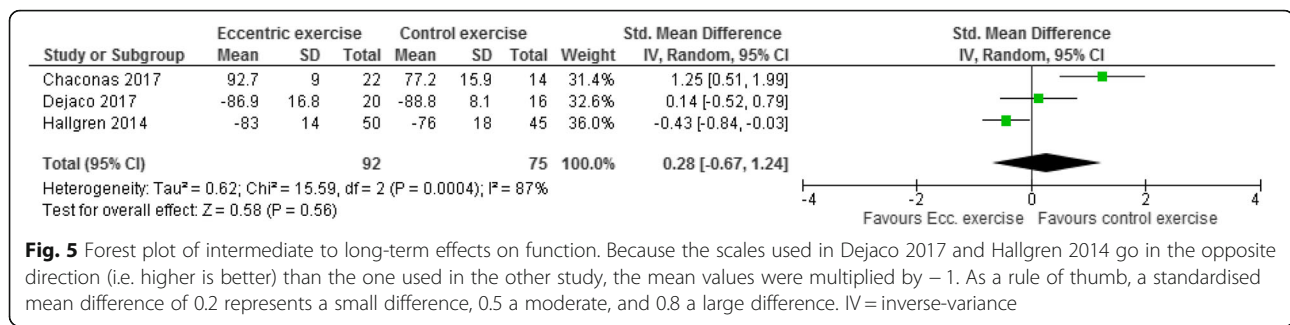 Eccentric exercise Control exercise Std. Mean Difference Std. Mean Difference
Study or Subgroup Mean SD Total Mean SD Total Weight IV, Random, 95% CI IV, Random, 95% CI
Chaconas 2017 92.7 9 22 77.2 15.9 14 31.4% 1.25 [0.51, 1.99]
Dejaco 2017 -86.9 16.8 20 -88.8 8.1 16 32.6% 0.14 [-0.52, 0.79]
Hallgren 2014 -83 14 50 -76 18 45 36.0% -0.43 [-0.84, -0.03]
Total (95% CI) 92 75 100.0% 0.28 [-0.67, 1.24]
Heterogeneity: Tau² = 0.62; Chi² = 15.59, df = 2 (P = 0.0004); I² = 87%
Test for overall effect: Z = 0.58 (P = 0.56)
-4 -2 0 2 4
Favours Ecc. exercise Favours control exercise
Fig. 5 Forest plot of intermediate to long-term effects on function. Because the scales used in Dejaco 2017 and Hallgren 2014 go in the opposite
direction (i.e. higher is better) than the one used in the other study, the mean values were multiplied by − 1. As a rule of thumb, a standardised
mean difference of 0.2 represents a small difference, 0.5 a moderate, and 0.8 a large difference. IV = inverse-variance